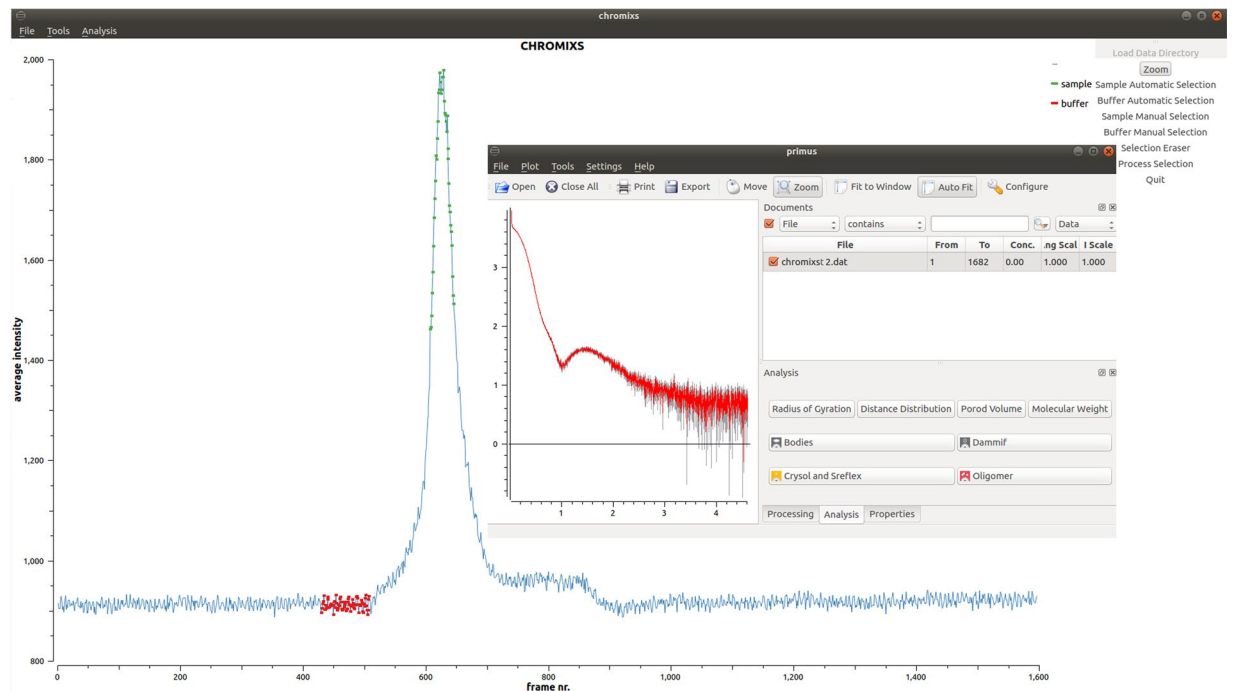 chromixs
File Tools Analysis
CHROMIXS
Load Data Directory
Zoom
sample
buffer
Sample Automatic Selection
Buffer Automatic Selection
Sample Manual Selection
Buffer Manual Selection
Selection Eraser
Process Selection
Quit
2,000
1,800
1,600
1,400
1,200
1,000
800
average intensity
0 200 400 600 800 1,000 1,200 1,400 1,600
frame nr.
primus
File Plot Tools Settings Help
Open Close All Print Export Move Zoom Fit to Window Auto Fit Configure
3
2
1
0
1 2 3 4
Documents
File contains Data
File From To Conc. .ng Scal I Scale
chromixst 2.dat 1 1682 0.00 1.000 1.000
Analysis
Radius of Gyration Distance Distribution Porod Volume Molecular Weight
Bodies Dammif
Crysol and Sreflex Oligomer
Processing Analysis Properties